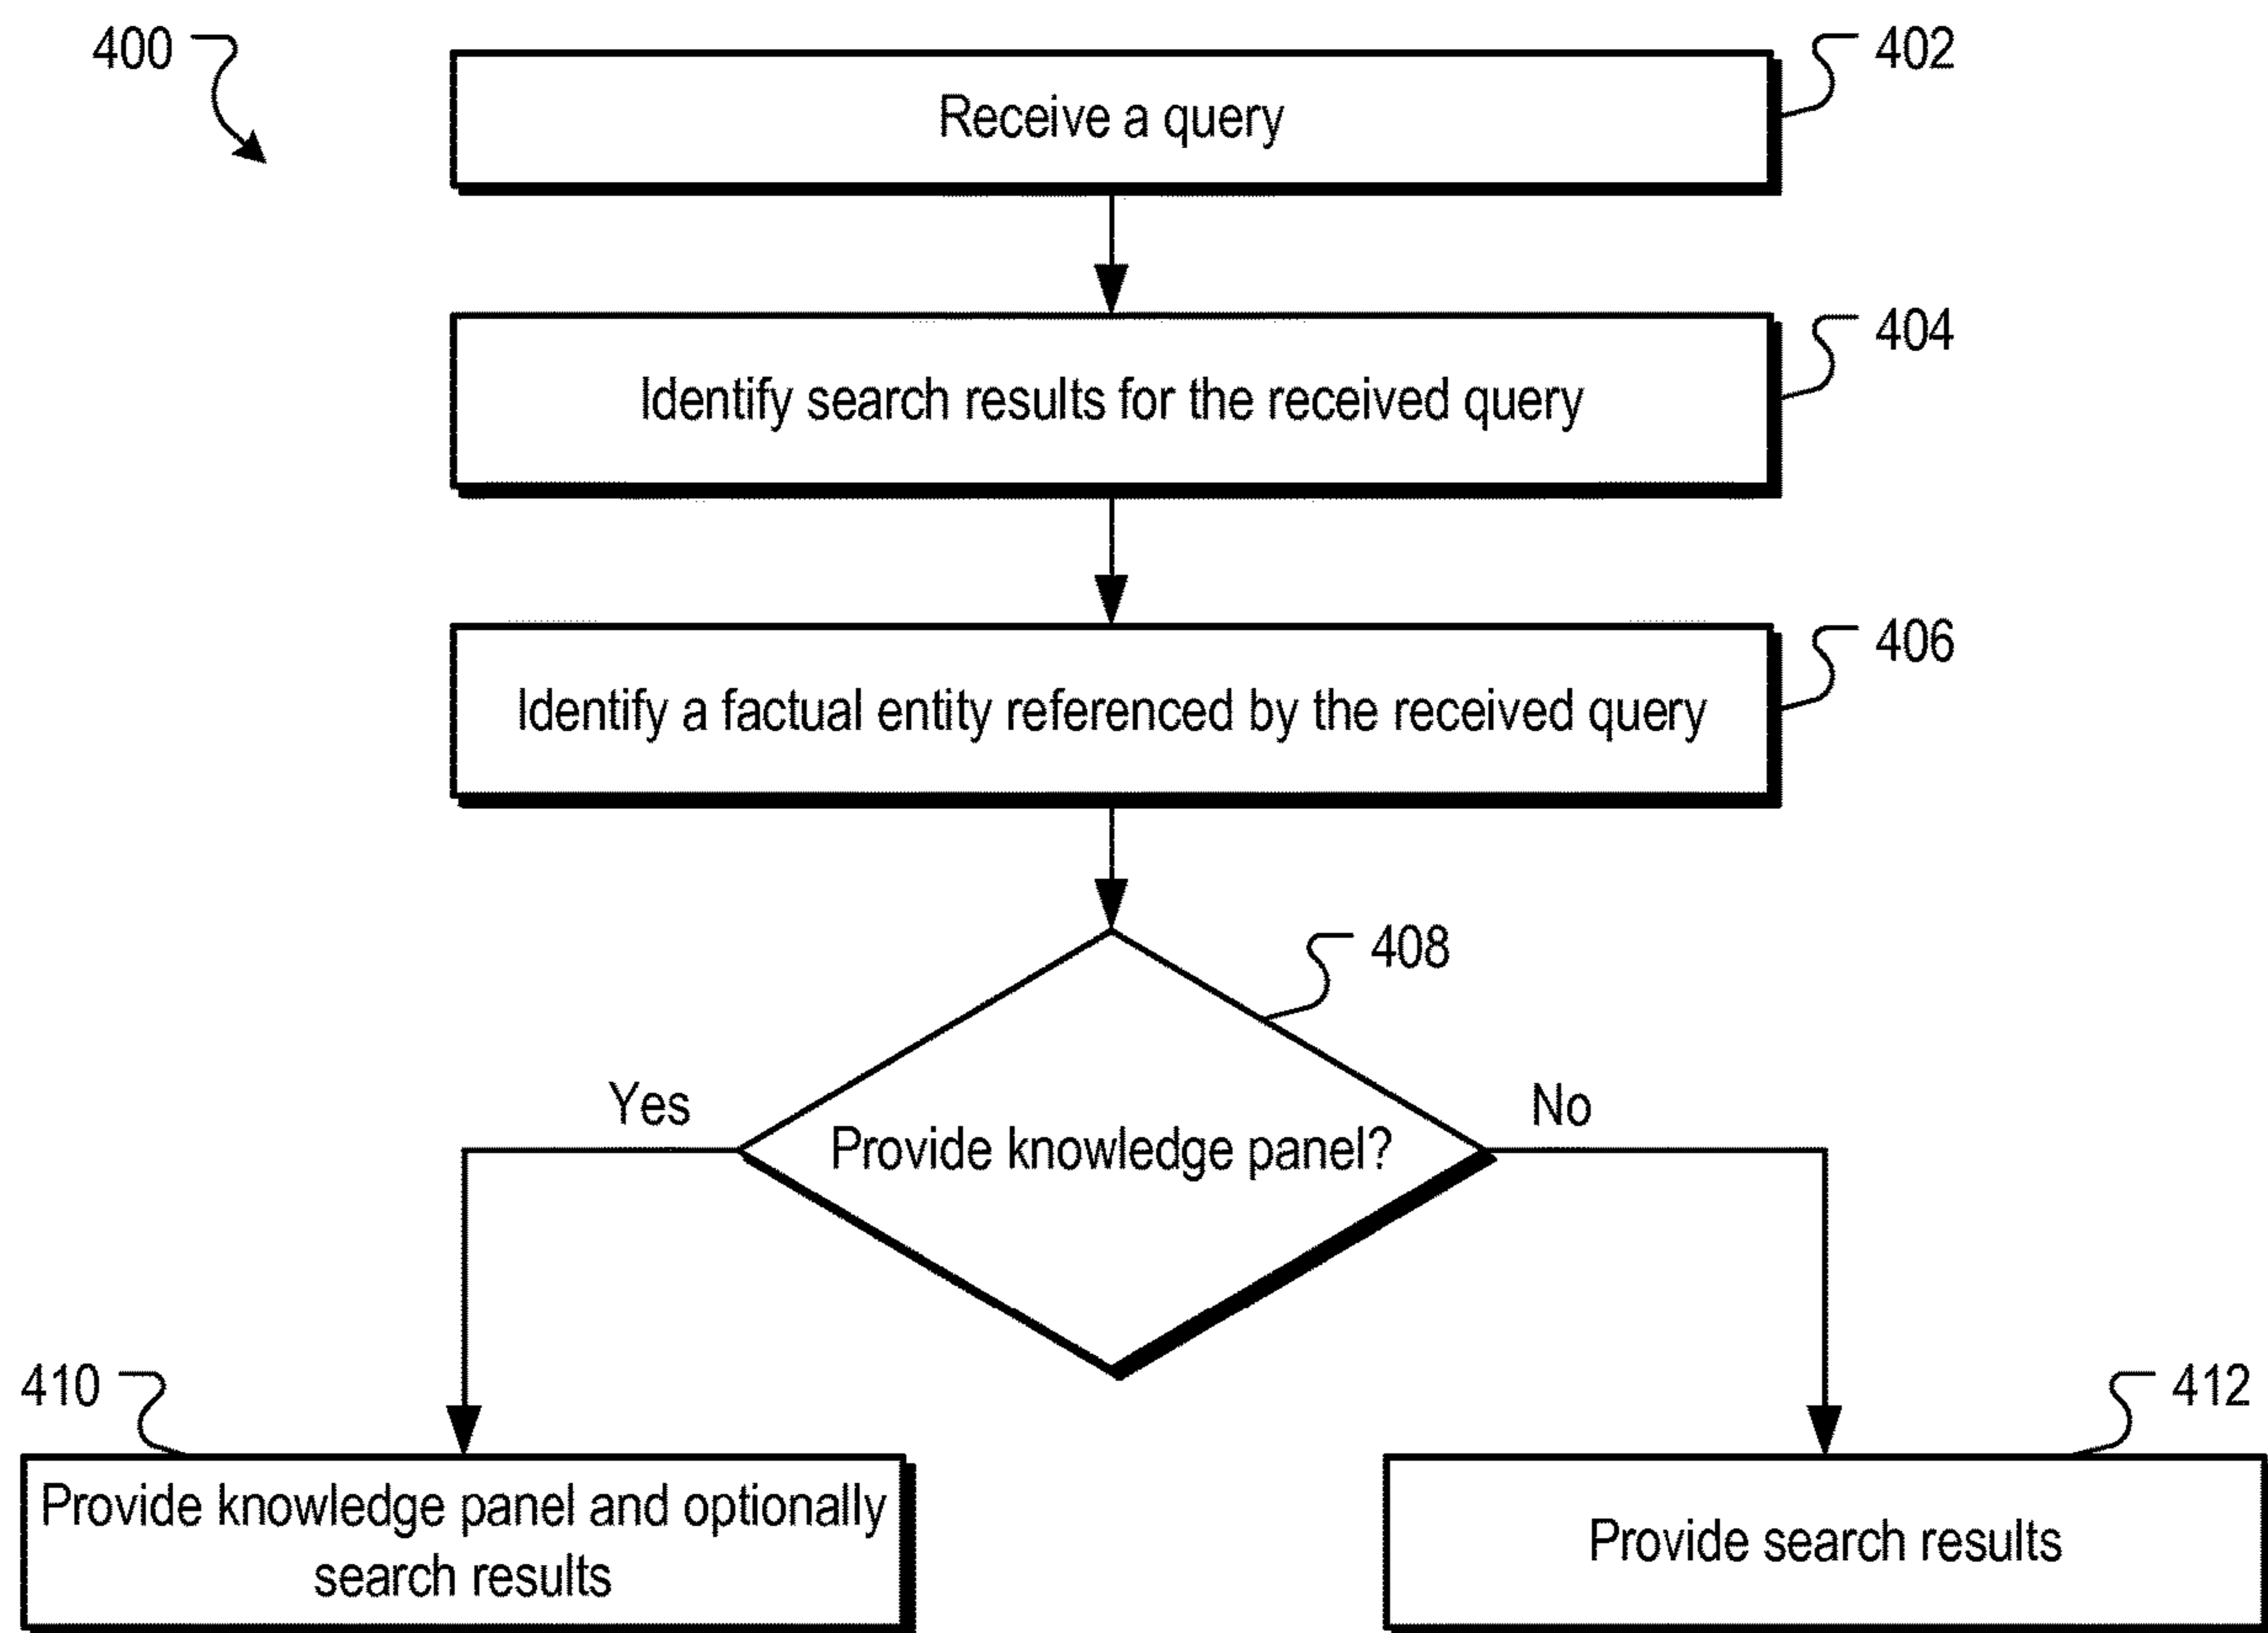 400
402
Receive a query
404
Identify search results for the received query
406
Identify a factual entity referenced by the received query
408
Yes
No
Provide knowledge panel?
410
412
Provide knowledge panel and optionally
search results
Provide search results